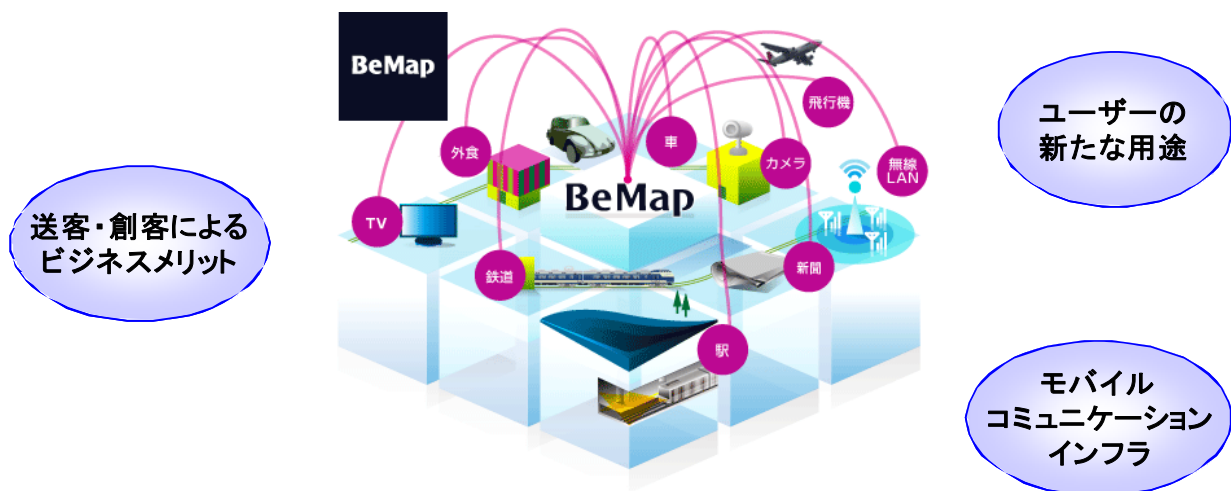 BeMap
飛行機
ユーザーの
新たな用途
外食
車
カメラ
無線
LAN
BeMap
TV
送客・創客による
ビジネスメリット
鉄道
新聞
駅
モバイル
コミュニケーション
インフラ